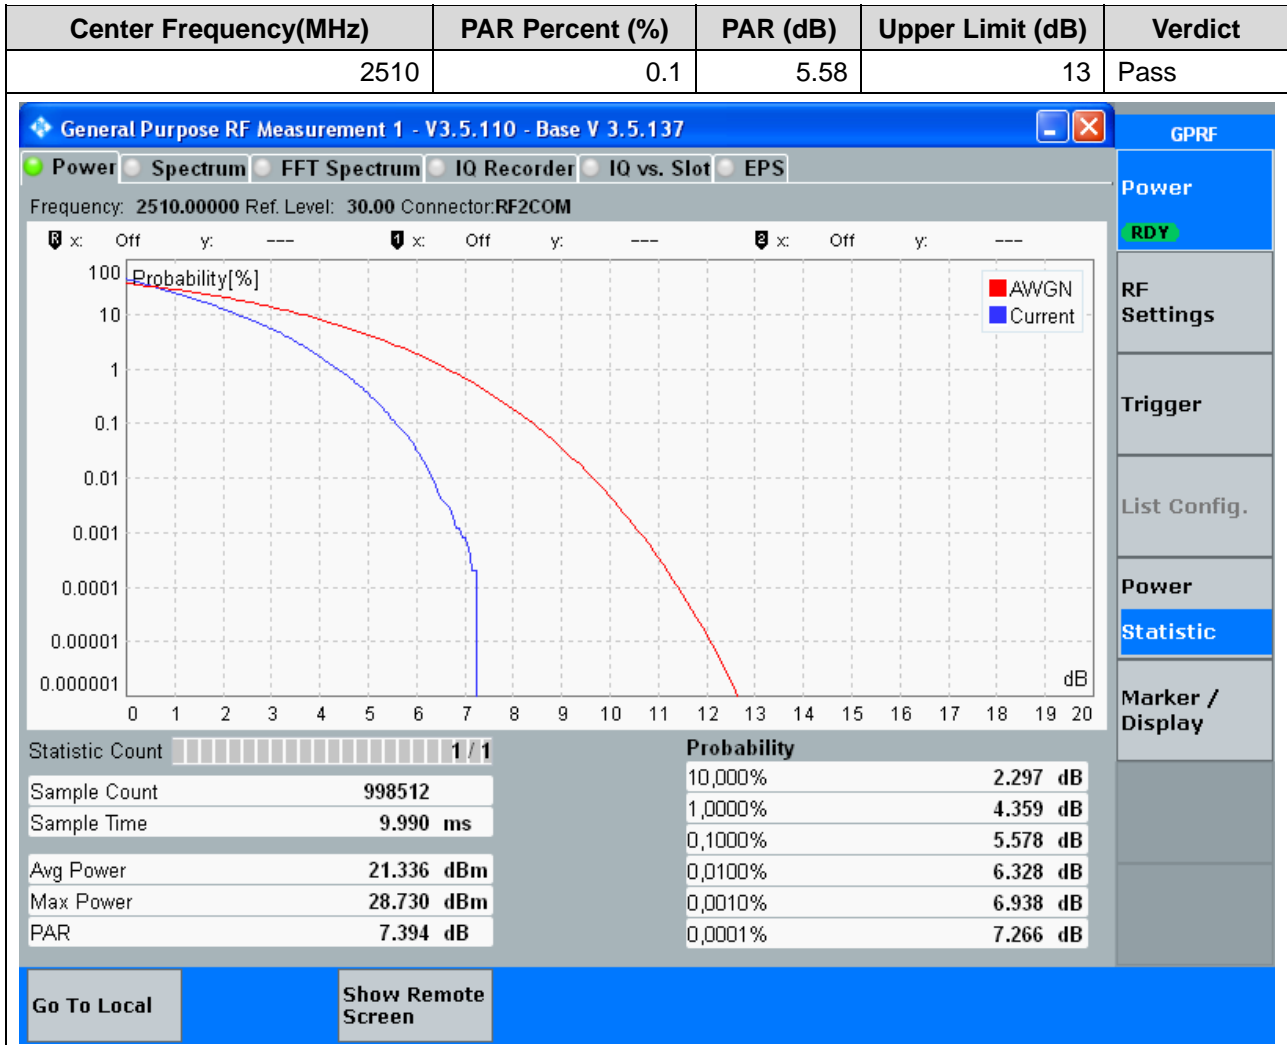 Center Frequency(MHz) PAR Percent (%) PAR (dB) Upper Limit (dB) Verdict
2510 0.1 5.58 13 Pass
General Purpose RF Measurement 1 - V3.5.110 - Base V 3.5.137
GPRF
Power Spectrum FFT Spectrum IQ Recorder IQ vs. Slot EPS
Power
RDY
Frequency: 2510.00000 Ref. Level: 30.00 Connector:RF2COM
R x: Off y: --- 1 x: Off y: --- 2 x: Off y: ---
Probability[%]
AWGN
Current
100
10
1
0.1
0.01
0.001
0.0001
0.00001
0.000001
dB
0 1 2 3 4 5 6 7 8 9 10 11 12 13 14 15 16 17 18 19 20
RF
Settings
Trigger
List Config.
Power
Statistic
Marker /
Display
Statistic Count 1 / 1
Sample Count 998512
Sample Time 9.990 ms
Avg Power 21.336 dBm
Max Power 28.730 dBm
PAR 7.394 dB
Probability
10,000% 2.297 dB
1,0000% 4.359 dB
0,1000% 5.578 dB
0,0100% 6.328 dB
0,0010% 6.938 dB
0,0001% 7.266 dB
Go To Local
Show Remote
Screen